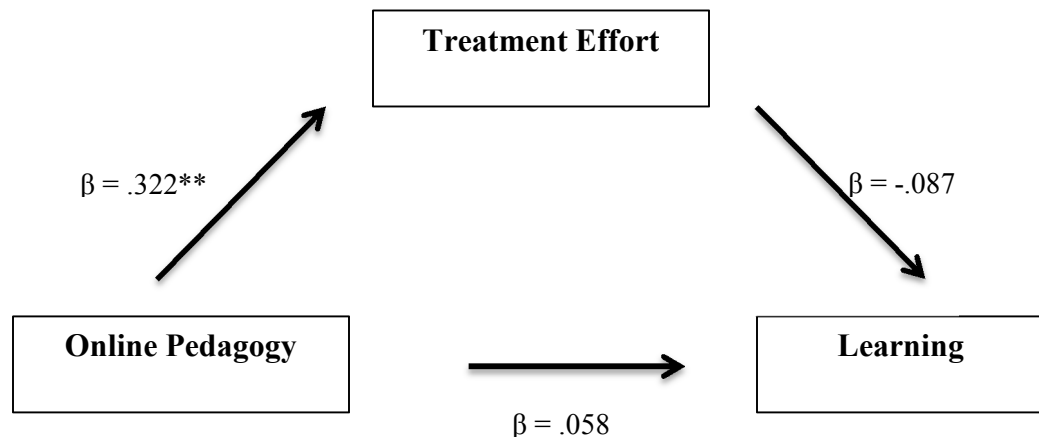 Treatment Effort
β = .322**
β = -.087
Online Pedagogy
Learning
β = .058